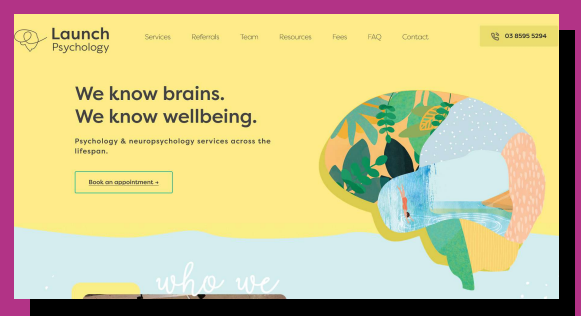 Launch
Psychology
Services Referrals Team Resources Fees FAQ Contact
03 8595 5294
We know brains.
We know wellbeing.
Psychology & neuropsychology services across the
lifespan.
Book an appointment →
who we